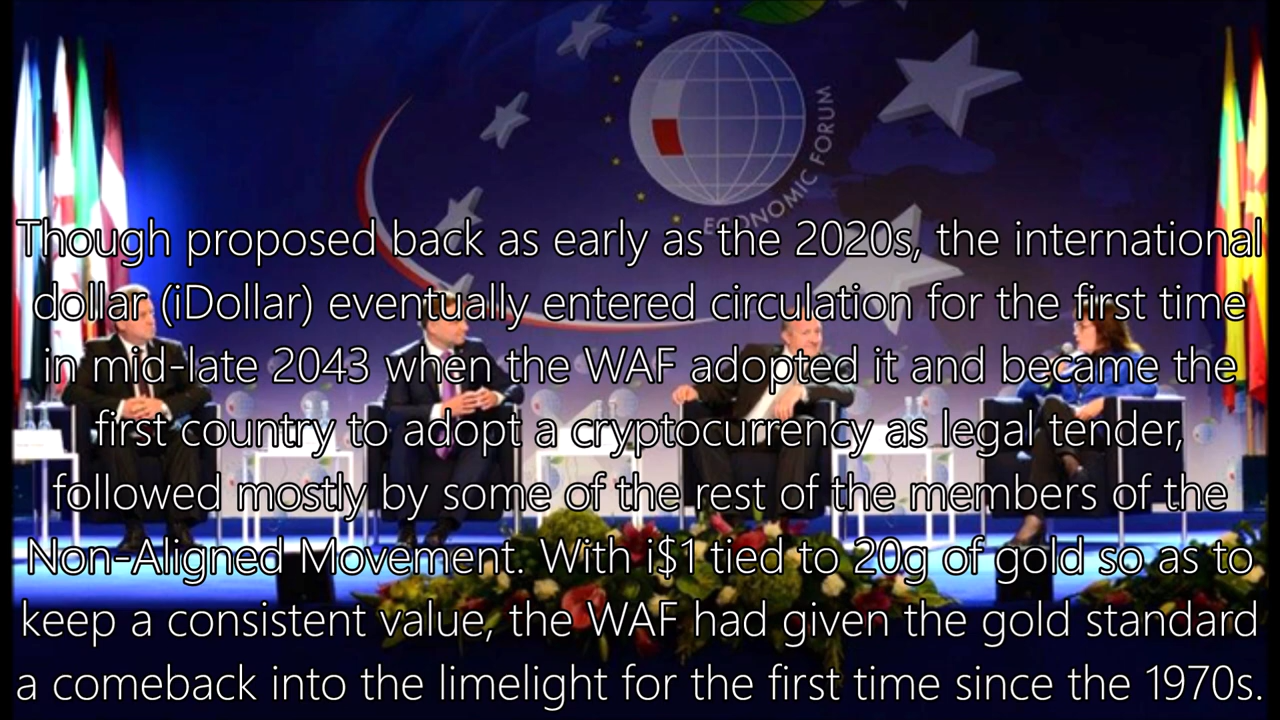 ECONOMIC FORUM
Though proposed back as early as the 2020s, the international
dollar (iDollar) eventually entered circulation for the first time
in mid-late 2043 when the WAF adopted it and became the
first country to adopt a cryptocurrency as legal tender,
followed mostly by some of the rest of the members of the
Non-Aligned Movement. With i$1 tied to 20g of gold so as to
keep a consistent value, the WAF had given the gold standard
a comeback into the limelight for the first time since the 1970s.